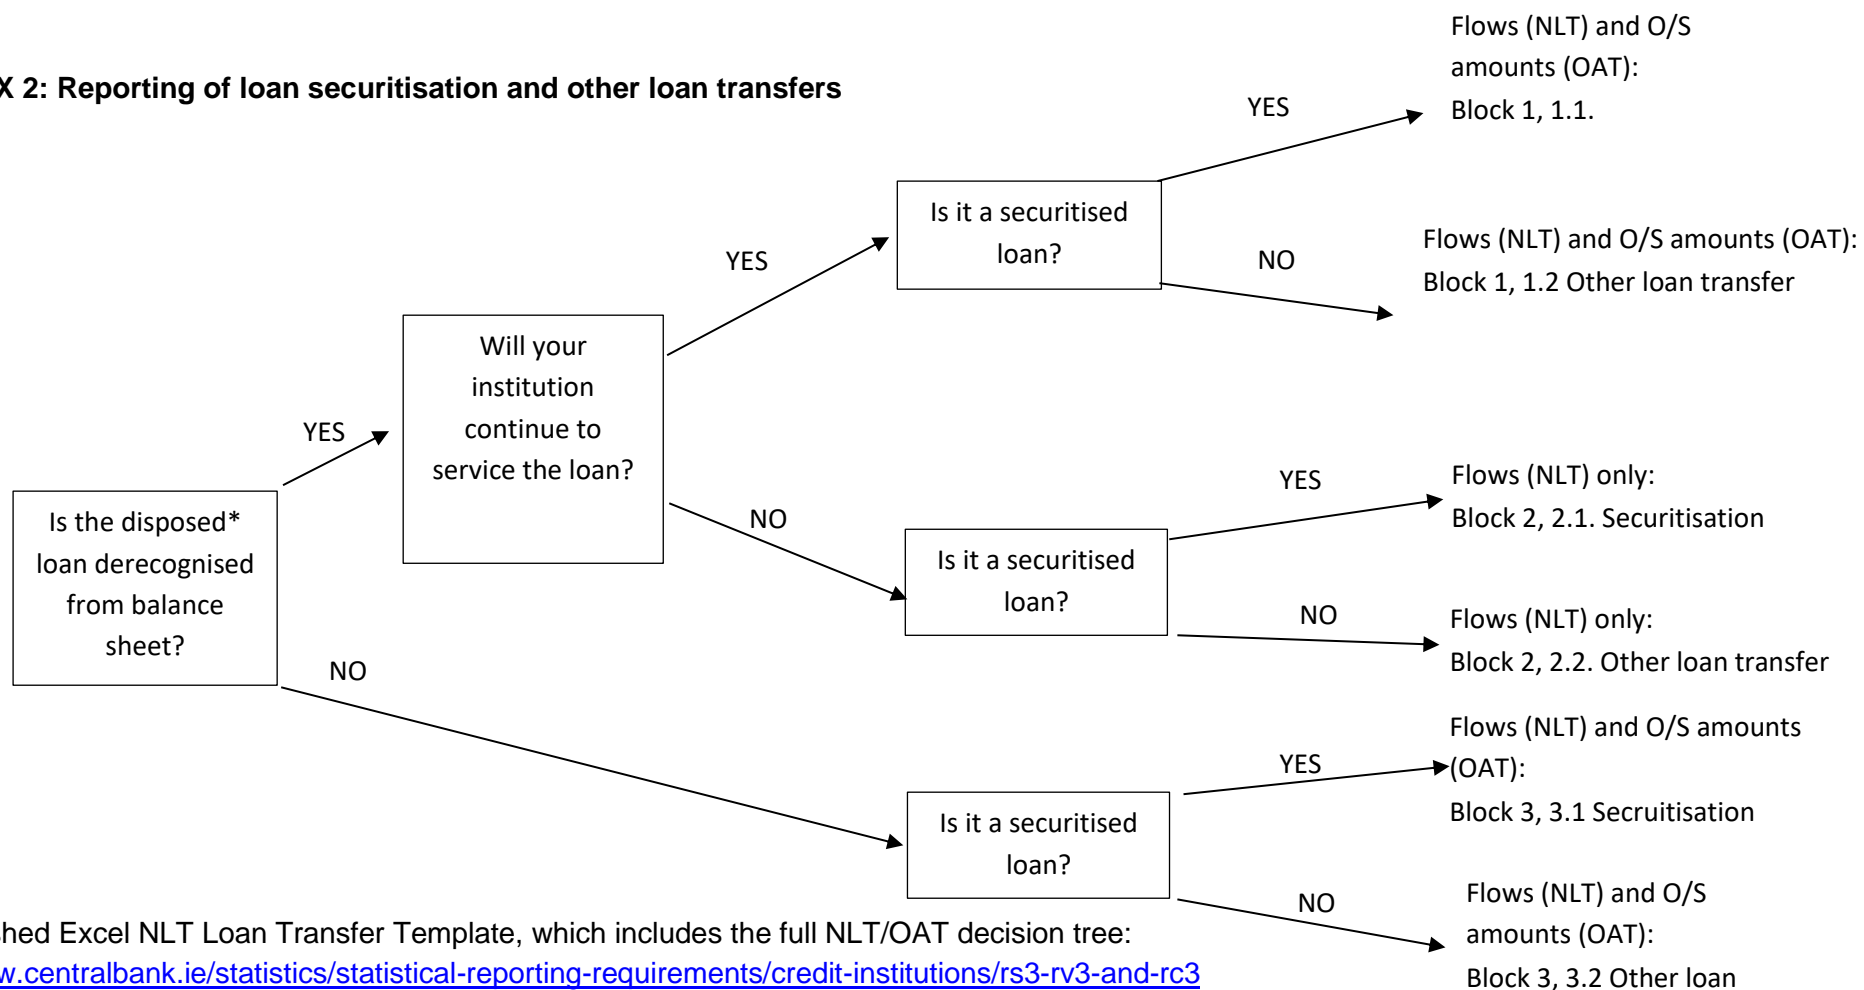 X 2: Reporting of loan securitisation and other loan transfers
Is the disposed*
loan derecognised
from balance
sheet?
YES
NO
Will your
institution
continue to
service the loan?
YES
NO
Is it a securitised
loan?
YES
NO
Flows (NLT) and O/S
amounts (OAT):
Block 1, 1.1.
Flows (NLT) and O/S amounts (OAT):
Block 1, 1.2 Other loan transfer
Is it a securitised
loan?
YES
NO
Flows (NLT) only:
Block 2, 2.1. Securitisation
Flows (NLT) only:
Block 2, 2.2. Other loan transfer
Is it a securitised
loan?
YES
NO
Flows (NLT) and O/S amounts
(OAT):
Block 3, 3.1 Secruitisation
Flows (NLT) and O/S
amounts (OAT):
Block 3, 3.2 Other loan
hed Excel NLT Loan Transfer Template, which includes the full NLT/OAT decision tree:
w.centralbank.ie/statistics/statistical-reporting-requirements/credit-institutions/rs3-rv3-and-rc3